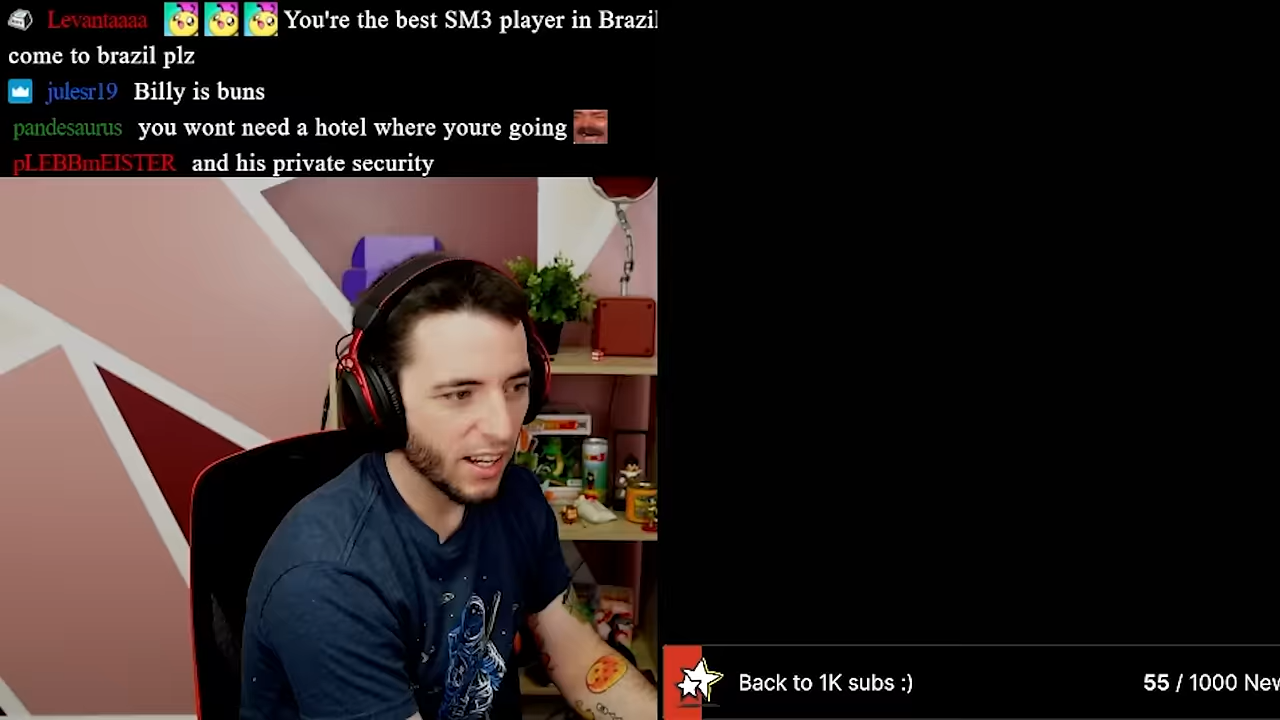 Levantaaaa You're the best SM3 player in Brazil
come to brazil plz
julesr19 Billy is buns
pandesaurus you wont need a hotel where youre going
pLEBBmEISTER and his private security
Back to 1K subs :) 55 / 1000 New